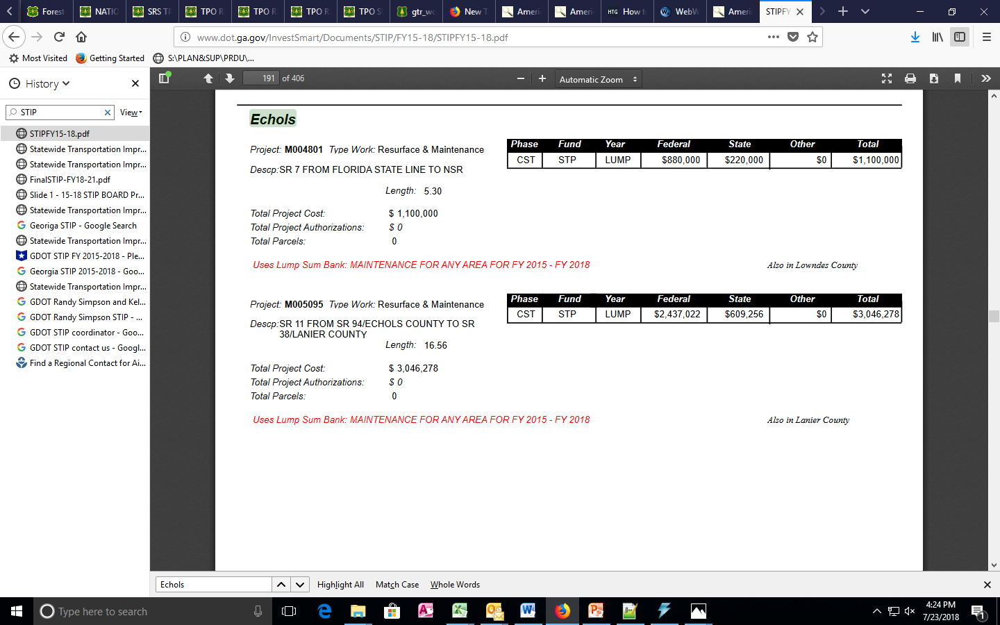 Forest
NATIO
SRS TP
TPO R
TPO R
TPO R
TPO S
gtr_wo
New T
Ameri
Ameri
HTG How t
WebW
Ameri
STIPFY
www.dot.ga.gov/InvestSmart/Documents/STIP/FY15-18/STIPFY15-18.pdf
Most Visited Getting Started S:\PLAN&SUP\PRDU\...
History
191 of 406
Automatic Zoom
STIP
View
STIPFY15-18.pdf
Statewide Transportation Impr...
Statewide Transportation Impr...
FinalSTIP-FY18-21.pdf
Slide 1 - 15-18 STIP BOARD Pr...
Statewide Transportation Impr...
Georiga STIP - Google Search
Statewide Transportation Impr...
GDOT STIP FY 2015-2018 - Ple...
Georgia STIP 2015-2018 - Goo...
Statewide Transportation Impr...
GDOT Randy Simpson and Kel...
GDOT Randy Simpson STIP - ...
GDOT STIP coordinator - Goo...
GDOT STIP contact us - Googl...
Find a Regional Contact for Ai...
Echols
Project: M004801 Type Work: Resurface & Maintenance
Descp: SR 7 FROM FLORIDA STATE LINE TO NSR
Length: 5.30
Phase Fund Year Federal State Other Total
CST STP LUMP $880,000 $220,000 $0 $1,100,000
Total Project Cost: $ 1,100,000
Total Project Authorizations: $ 0
Total Parcels: 0
Uses Lump Sum Bank: MAINTENANCE FOR ANY AREA FOR FY 2015 - FY 2018 Also in Lowndes County
Project: M005095 Type Work: Resurface & Maintenance
Descp: SR 11 FROM SR 94/ECHOLS COUNTY TO SR
38/LANIER COUNTY
Length: 16.56
Phase Fund Year Federal State Other Total
CST STP LUMP $2,437,022 $609,256 $0 $3,046,278
Total Project Cost: $ 3,046,278
Total Project Authorizations: $ 0
Total Parcels: 0
Uses Lump Sum Bank: MAINTENANCE FOR ANY AREA FOR FY 2015 - FY 2018 Also in Lanier County
Echols
Highlight All Match Case Whole Words
Type here to search
4:24 PM
7/23/2018
1